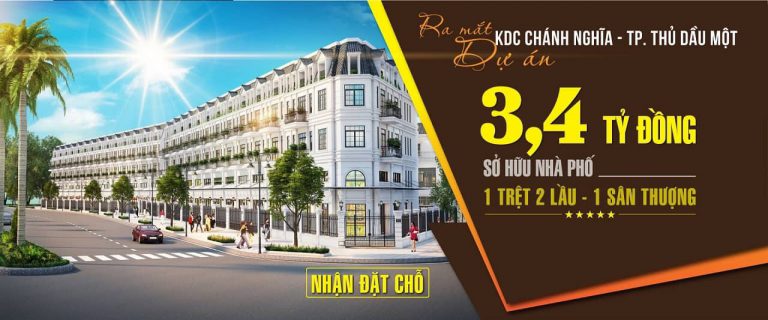 Ra mắt
Dự án
KDC CHÁNH NGHĨA - TP. THỦ DẦU MỘT
3,4 TỶ ĐỒNG
SỞ HỮU NHÀ PHỐ
1 TRỆT 2 LẦU - 1 SÂN THƯỢNG
NHẬN ĐẶT CHỖ